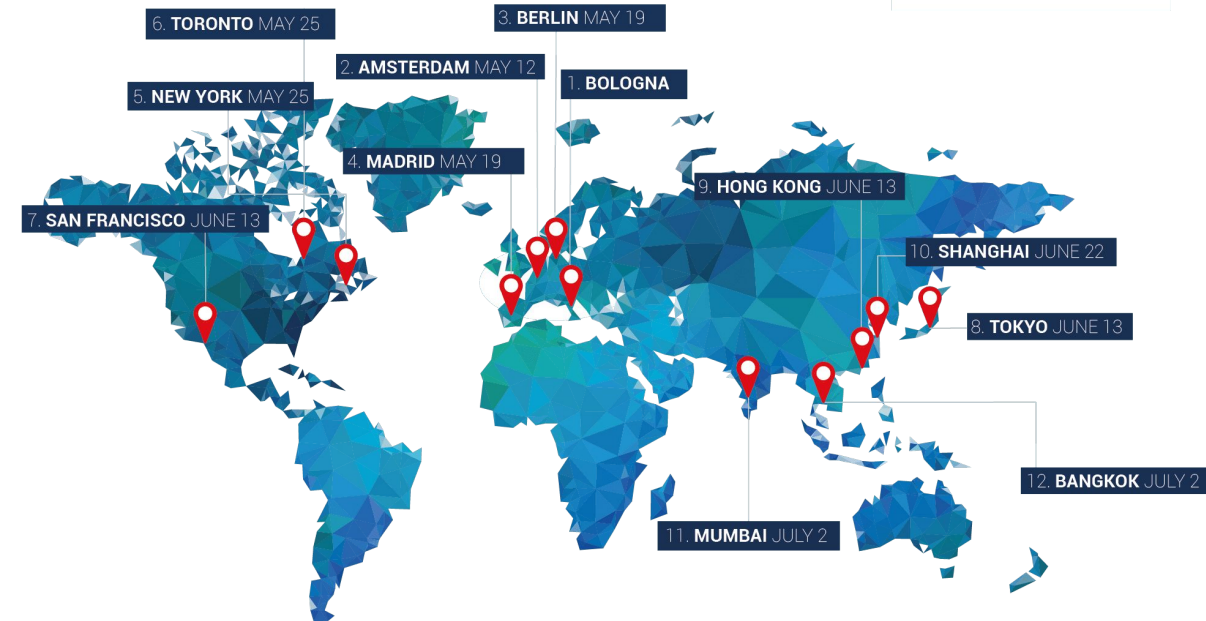 6. TORONTO MAY 25
3. BERLIN MAY 19
2. AMSTERDAM MAY 12
1. BOLOGNA
5. NEW YORK MAY 25
4. MADRID MAY 19
9. HONG KONG JUNE 13
7. SAN FRANCISCO JUNE 13
10. SHANGHAI JUNE 22
8. TOKYO JUNE 13
12. BANGKOK JULY 2
11. MUMBAI JULY 2